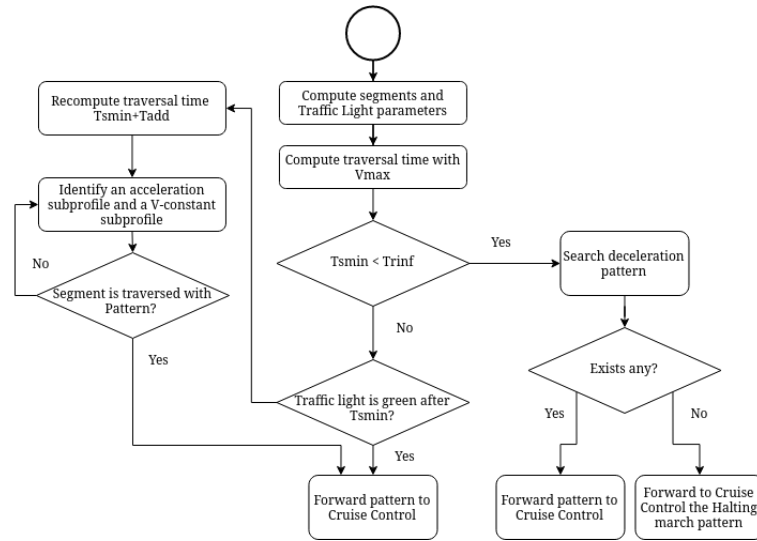 Compute segments and
Traffic Light parameters
Recompute traversal time
Tsmin+Tadd
Compute traversal time with
Vmax
Identify an acceleration
subprofile and a V-constant
subprofile
Yes
Tsmin < Trinf
Search deceleration
pattern
No
Segment is traversed with
Pattern?
No
Yes
Exists any?
Traffic light is green after
Tsmin?
Yes
No
Yes
Forward pattern to
Cruise Control
Forward pattern to
Cruise Control
Forward to Cruise
Control the Halting
march pattern